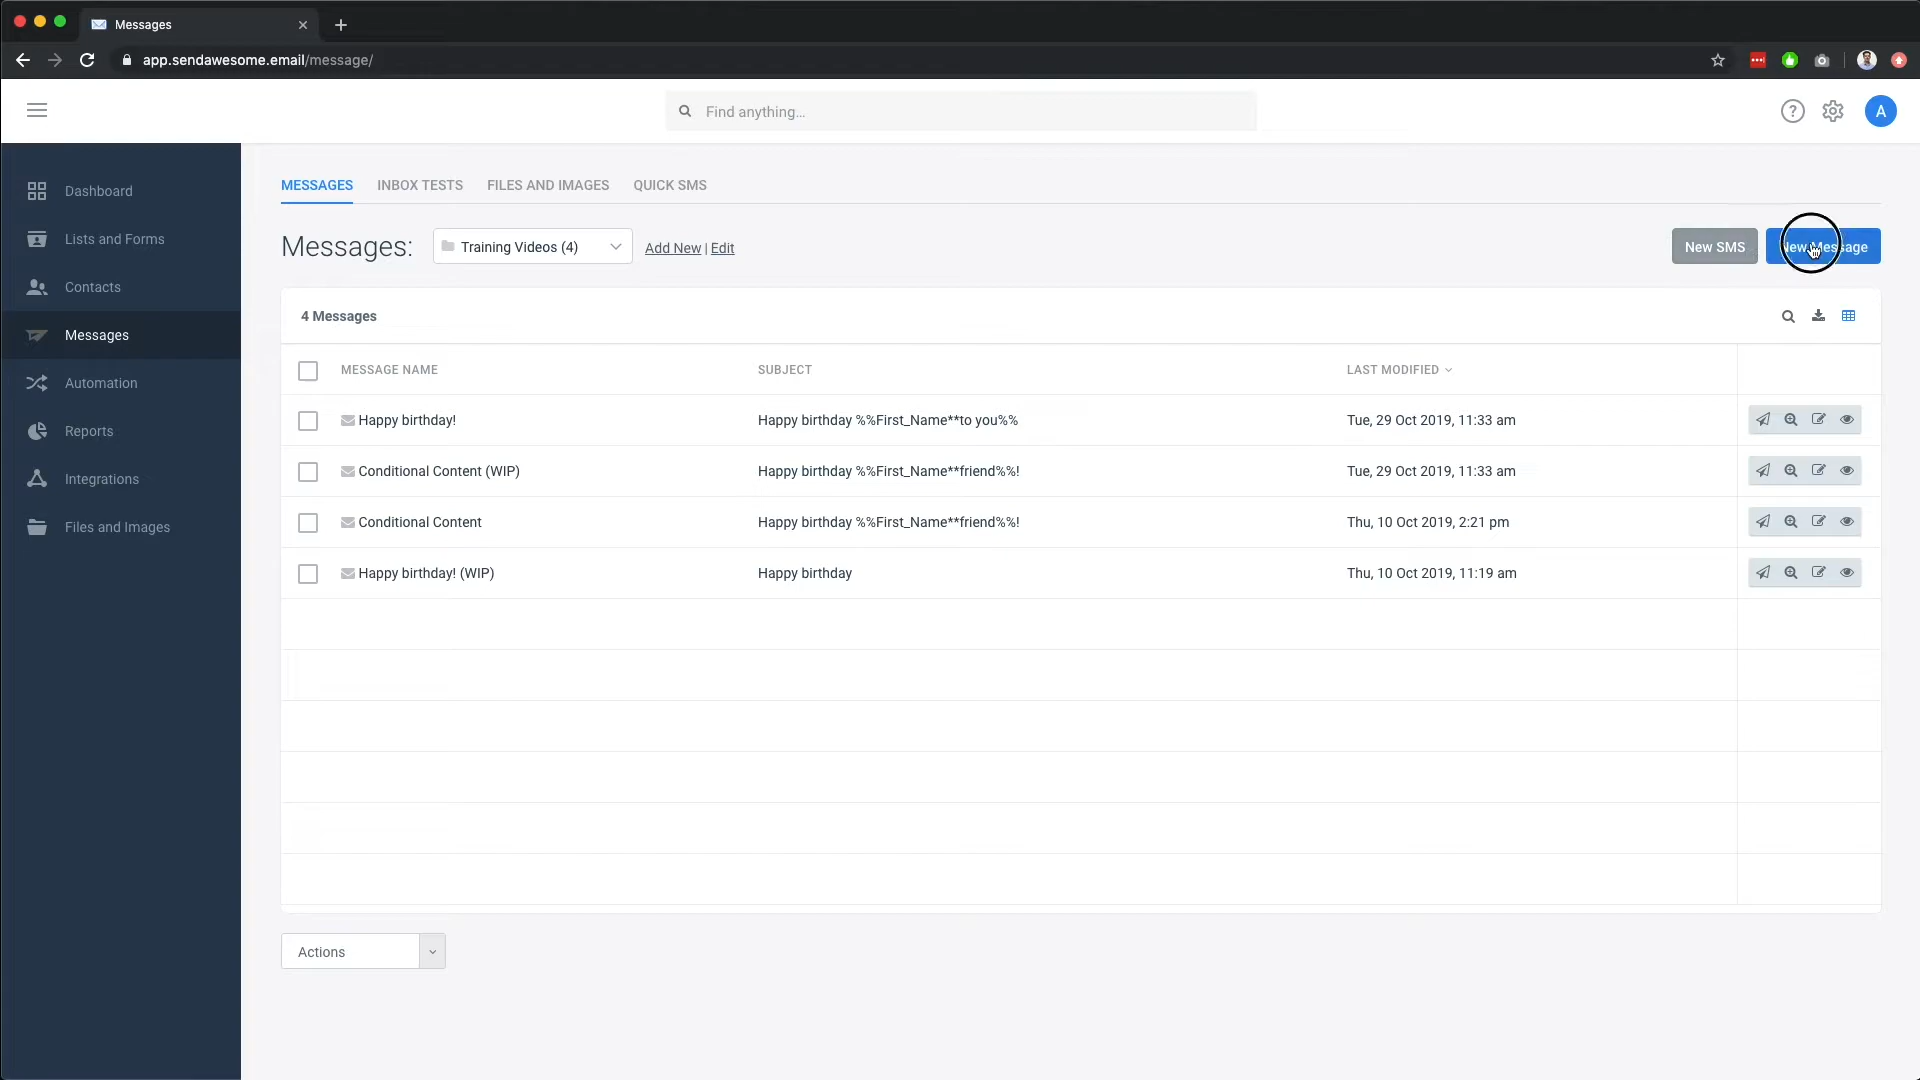 Messages
app.sendawesome.email/message/
Find anything...
A
Dashboard
Lists and Forms
Contacts
Messages
Automation
Reports
Integrations
Files and Images
MESSAGES INBOX TESTS FILES AND IMAGES QUICK SMS
Messages: Training Videos (4) Add New | Edit
New SMS New Message
4 Messages
MESSAGE NAME SUBJECT LAST MODIFIED
Happy birthday! Happy birthday %%First_Name**to you%% Tue, 29 Oct 2019, 11:33 am
Conditional Content (WIP) Happy birthday %%First_Name**friend%%! Tue, 29 Oct 2019, 11:33 am
Conditional Content Happy birthday %%First_Name**friend%%! Thu, 10 Oct 2019, 2:21 pm
Happy birthday! (WIP) Happy birthday Thu, 10 Oct 2019, 11:19 am
Actions